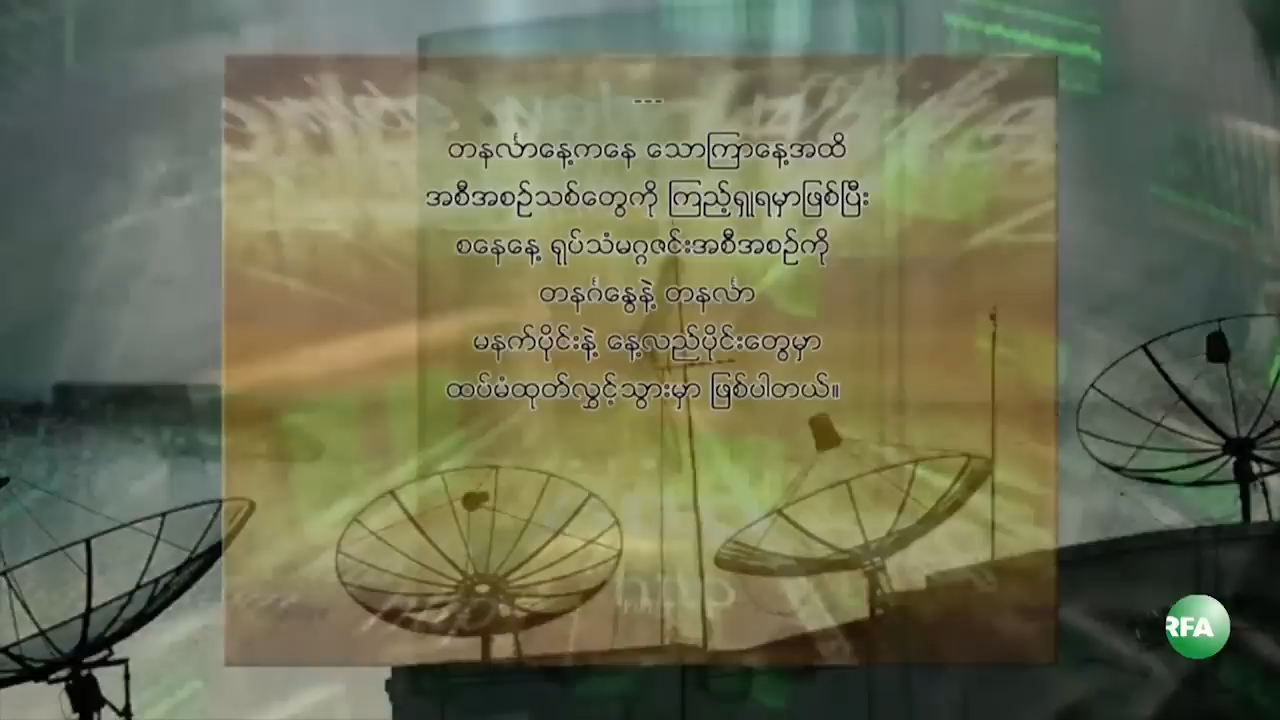 ---
တနင်္လာနေ့ကနေ သောကြာနေ့အထိ
အစီအစဉ်သစ်တွေကို ကြည့်ရှုရမှာဖြစ်ပြီး
စနေနေ့ ရုပ်သံမဂ္ဂဇင်းအစီအစဉ်ကို
တနင်္ဂနွေနဲ့ တနင်္လာ
မနက်ပိုင်းနဲ့ နေ့လည်ပိုင်းတွေမှာ
ထပ်မံထုတ်လွှင့်သွားမှာ ဖြစ်ပါတယ်။
RFA